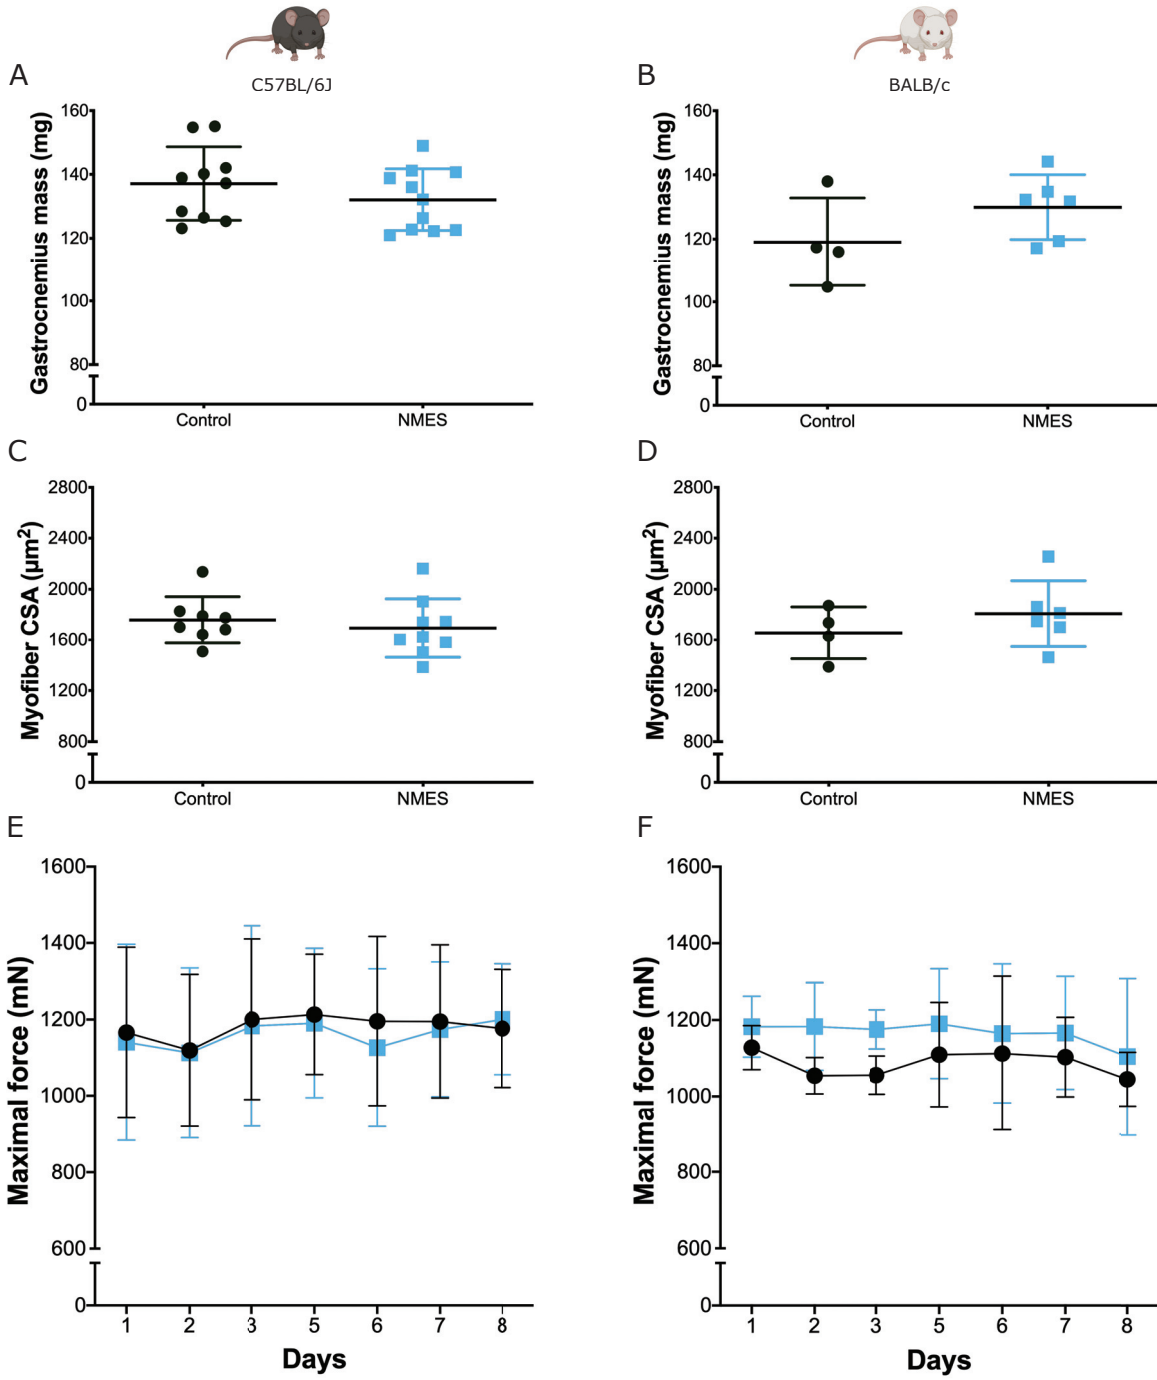 C57BL/6J
BALB/c
A
Gastrocnemius mass (mg)
160
140
120
100
80
0
Control
NMES
B
Gastrocnemius mass (mg)
160
140
120
100
80
0
Control
NMES
C
Myofiber CSA (µm²)
2800
2400
2000
1600
1200
800
0
Control
NMES
D
Myofiber CSA (µm²)
2800
2400
2000
1600
1200
800
0
Control
NMES
E
Maximal force (mN)
1600
1400
1200
1000
800
600
0
1 2 3 5 6 7 8
Days
F
Maximal force (mN)
1600
1400
1200
1000
800
600
0
1 2 3 5 6 7 8
Days